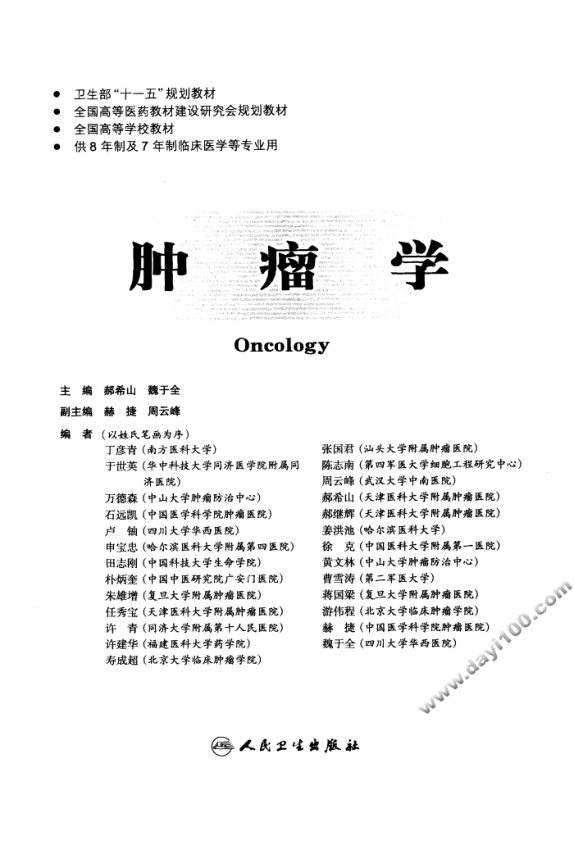 ● 卫生部“十一五”规划教材
● 全国高等医药教材建设研究会规划教材
● 全国高等学校教材
● 供 8 年制及 7 年制临床医学等专业用
肿 瘤 学
Oncology
主 编 郝希山 魏于全
副主编 赫 捷 周云峰
编 者 (以姓氏笔画为序)
丁彦青 (南方医科大学)
于世英 (华中科技大学同济医学院附属同
济医院)
万德森 (中山大学肿瘤防治中心)
石远凯 (中国医学科学院肿瘤医院)
卢 铀 (四川大学华西医院)
申宝忠 (哈尔滨医科大学附属第四医院)
田志刚 (中国科技大学生命学院)
朴炳奎 (中国中医研究院广安门医院)
朱雄增 (复旦大学附属肿瘤医院)
任秀宝 (天津医科大学附属肿瘤医院)
许 青 (同济大学附属第十人民医院)
许建华 (福建医科大学药学院)
寿成超 (北京大学临床肿瘤学院)
张国君 (汕头大学附属肿瘤医院)
陈志南 (第四军医大学细胞工程研究中心)
周云峰 (武汉大学中南医院)
郝希山 (天津医科大学附属肿瘤医院)
郝继辉 (天津医科大学附属肿瘤医院)
姜洪池 (哈尔滨医科大学)
徐 克 (中国医科大学附属第一医院)
黄文林 (中山大学肿瘤防治中心)
曹雪涛 (第二军医大学)
蒋国梁 (复旦大学附属肿瘤医院)
游伟程 (北京大学临床肿瘤学院)
赫 捷 (中国医学科学院肿瘤医院)
魏于全 (四川大学华西医院)
www.dayi100.com
人民卫生出版社